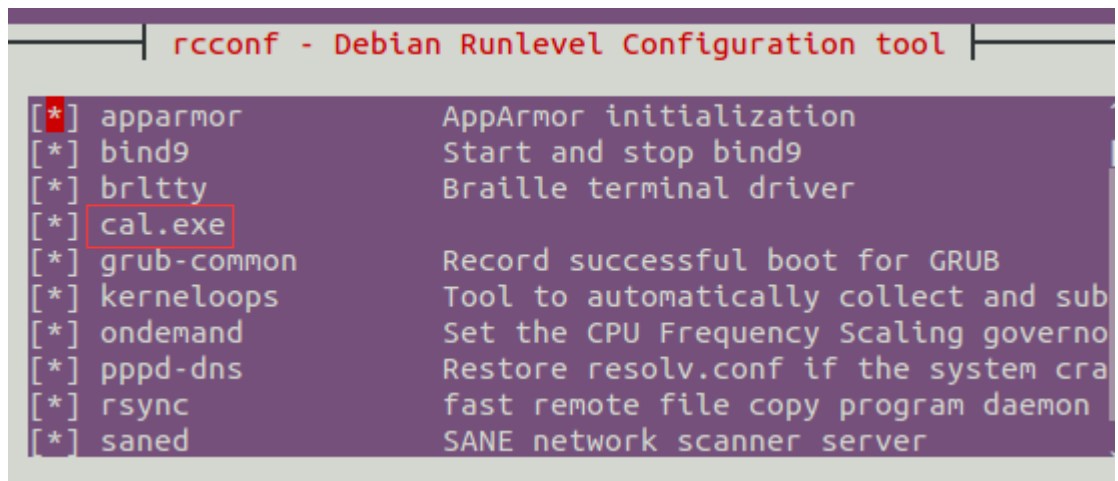 rcconf - Debian Runlevel Configuration tool
[*] apparmor AppArmor initialization
[*] bind9 Start and stop bind9
[*] brltty Braille terminal driver
[*] cal.exe
[*] grub-common Record successful boot for GRUB
[*] kerneloops Tool to automatically collect and sub
[*] ondemand Set the CPU Frequency Scaling governo
[*] pppd-dns Restore resolv.conf if the system cra
[*] rsync fast remote file copy program daemon
[*] saned SANE network scanner server